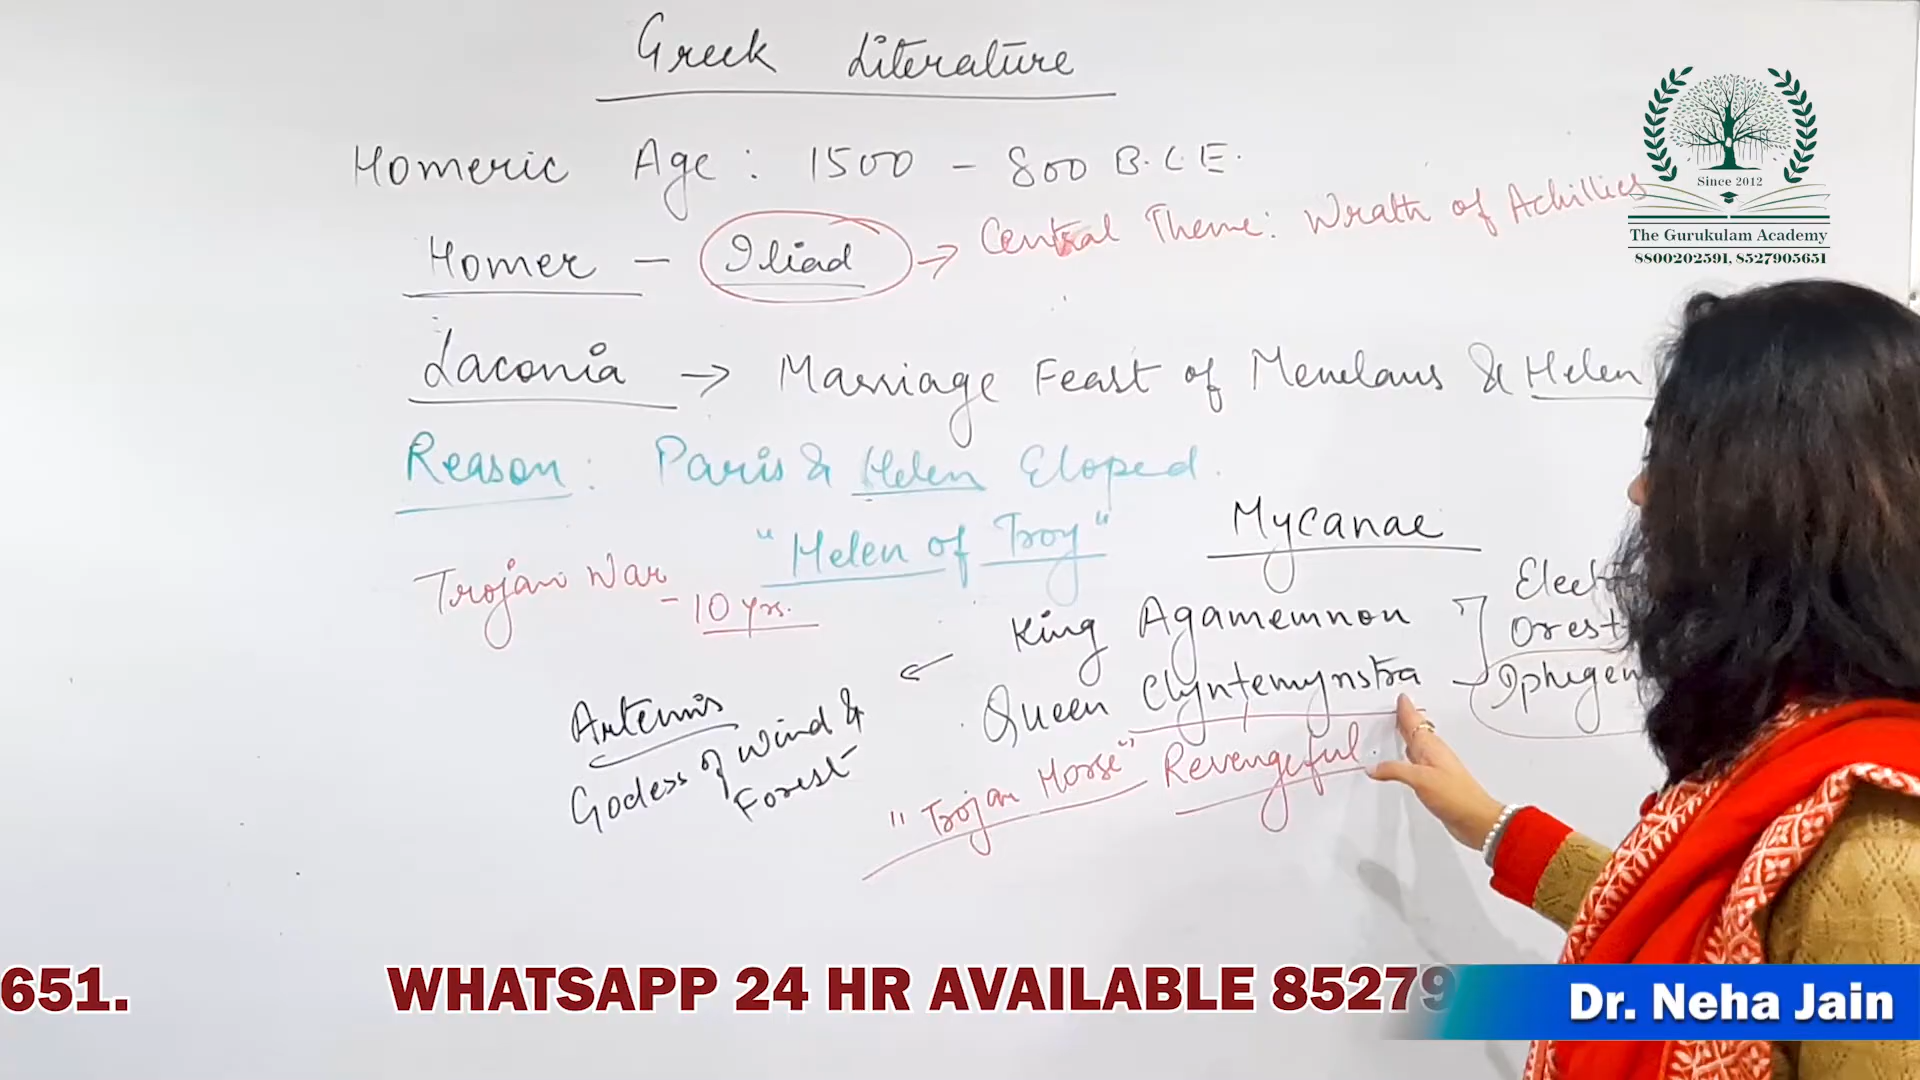 Greek Literature
Homeric Age : 1500 - 800 B.C.E.
Homer - Iliad → Central Theme: Wrath of Achillies
Since 2012
The Gurukulam Academy
8800202591, 8527905651
Laconia → Marriage Feast of Menelaus & Helen
Reason : Paris & Helen Eloped.
"Helen of Troy"
Mycanae
Trojan War - 10 yrs.
King Agamemnon
Queen Clyntemynstra
Elect
Orest
Iphigen
Artemis
Godess of Wind &
Forest
"Trojan Horse" Revengeful.
651. WHATSAPP 24 HR AVAILABLE 85279
Dr. Neha Jain